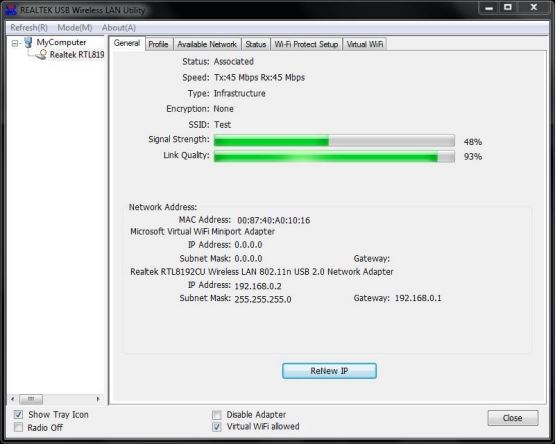 REALTEK USB Wireless LAN Utility
Refresh(R) Mode(M) About(A)
MyComputer
Realtek RTL819
General Profile Available Network Status Wi-Fi Protect Setup Virtual WiFi
Status: Associated
Speed: Tx:45 Mbps Rx:45 Mbps
Type: Infrastructure
Encryption: None
SSID: Test
Signal Strength: 48%
Link Quality: 93%
Network Address:
MAC Address: 00:87:40:A0:10:16
Microsoft Virtual WiFi Miniport Adapter
IP Address: 0.0.0.0
Subnet Mask: 0.0.0.0 Gateway:
Realtek RTL8192CU Wireless LAN 802.11n USB 2.0 Network Adapter
IP Address: 192.168.0.2
Subnet Mask: 255.255.255.0 Gateway: 192.168.0.1
ReNew IP
Show Tray Icon Disable Adapter
Radio Off Virtual WiFi allowed
Close